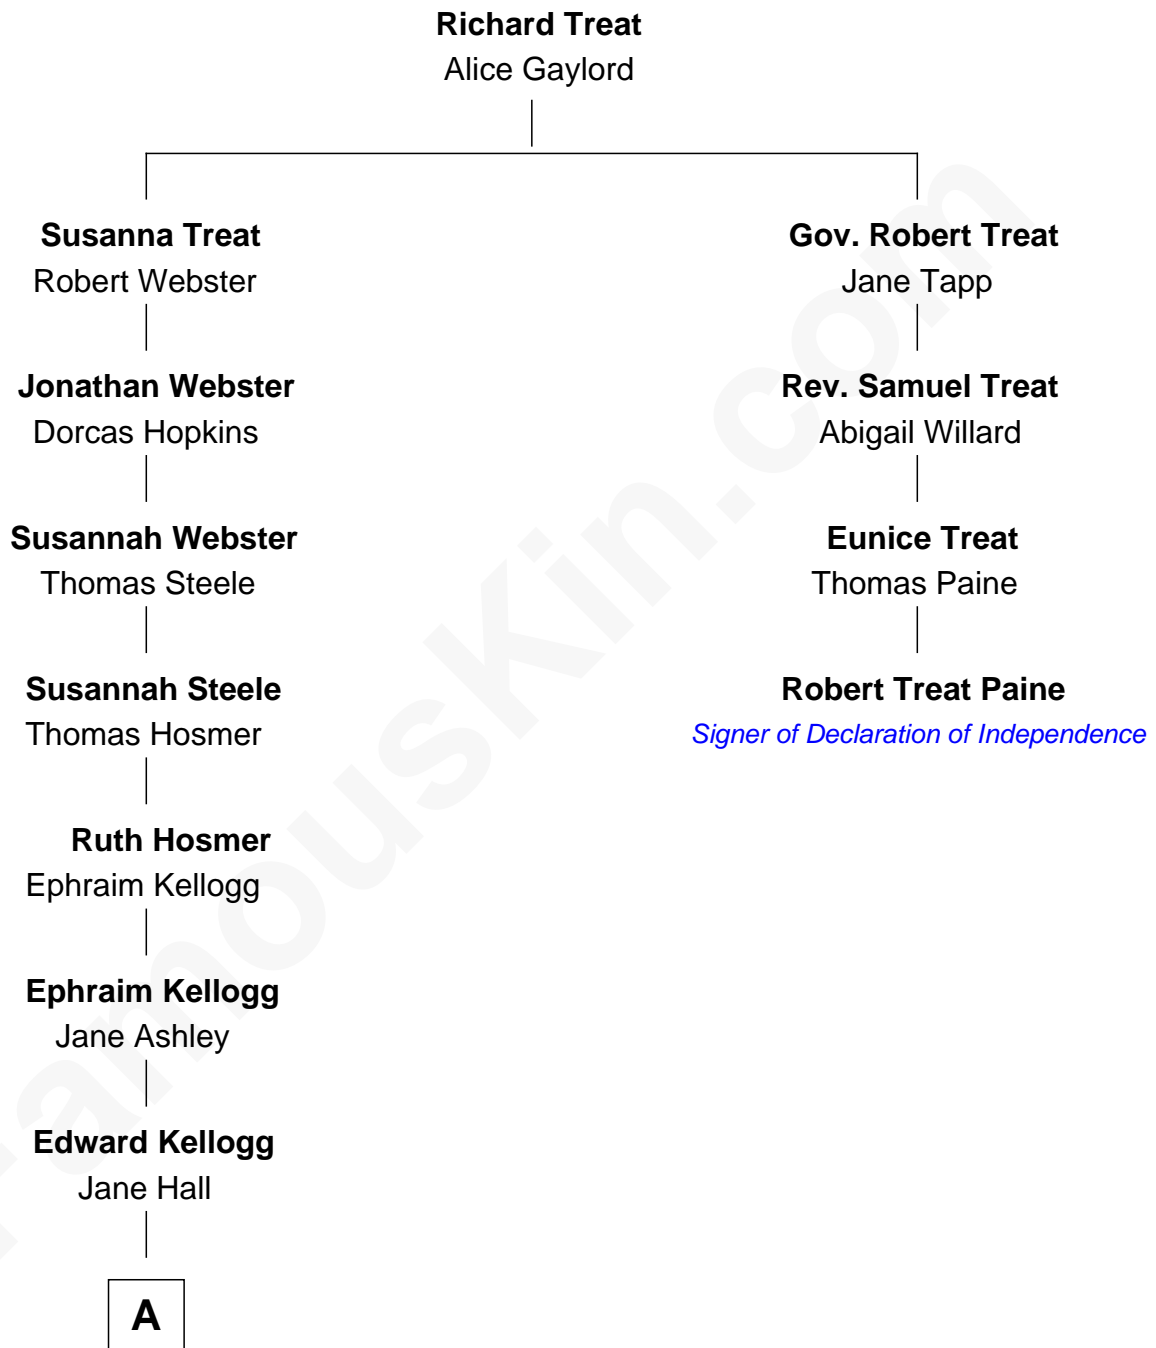 Richard Treat
Alice Gaylord
Susanna Treat
Robert Webster
Gov. Robert Treat
Jane Tapp
Jonathan Webster
Dorcas Hopkins
Rev. Samuel Treat
Abigail Willard
Susannah Webster
Thomas Steele
Eunice Treat
Thomas Paine
Susannah Steele
Thomas Hosmer
Robert Treat Paine
Signer of Declaration of Independence
Ruth Hosmer
Ephraim Kellogg
Ephraim Kellogg
Jane Ashley
Edward Kellogg
Jane Hall
A
FamousKin.com